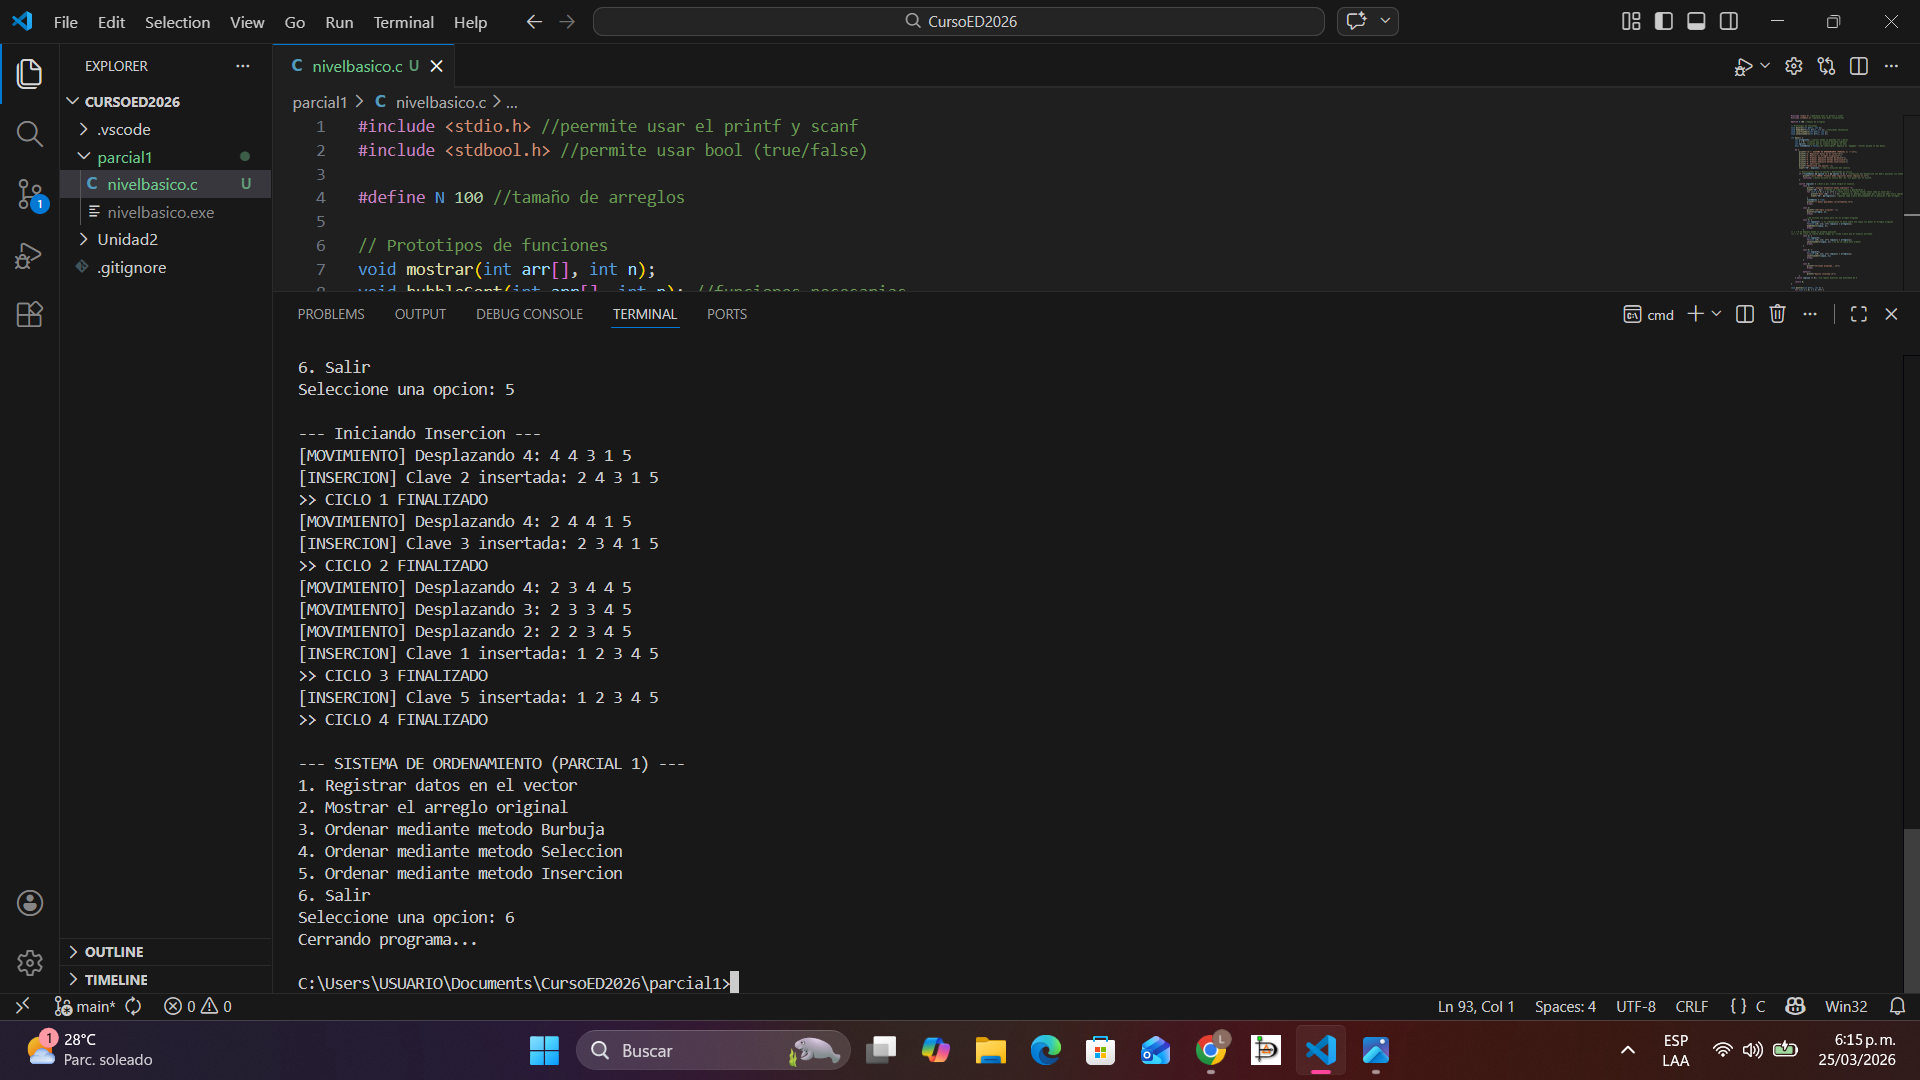 File Edit Selection View Go Run Terminal Help
CursoED2026
EXPLORER
nivelbasico.c U
CURSOED2026
parcial1 > C nivelbasico.c > ...
.vscode
parcial1
C nivelbasico.c U
nivelbasico.exe
Unidad2
.gitignore
1 #include <stdio.h> //peermite usar el printf y scanf
2 #include <stdbool.h> //permite usar bool (true/false)
3
4 #define N 100 //tamaño de arreglos
5
6 // Prototipos de funciones
7 void mostrar(int arr[], int n);
8 void bubbleSort(int arr[], int n); //funciones necesarias
PROBLEMS OUTPUT DEBUG CONSOLE TERMINAL PORTS
cmd
6. Salir
Seleccione una opcion: 5
--- Iniciando Insercion ---
[MOVIMIENTO] Desplazando 4: 4 4 3 1 5
[INSERCION] Clave 2 insertada: 2 4 3 1 5
>> CICLO 1 FINALIZADO
[MOVIMIENTO] Desplazando 4: 2 4 4 1 5
[INSERCION] Clave 3 insertada: 2 3 4 1 5
>> CICLO 2 FINALIZADO
[MOVIMIENTO] Desplazando 4: 2 3 4 4 5
[MOVIMIENTO] Desplazando 3: 2 3 3 4 5
[MOVIMIENTO] Desplazando 2: 2 2 3 4 5
[INSERCION] Clave 1 insertada: 1 2 3 4 5
>> CICLO 3 FINALIZADO
[INSERCION] Clave 5 insertada: 1 2 3 4 5
>> CICLO 4 FINALIZADO
--- SISTEMA DE ORDENAMIENTO (PARCIAL 1) ---
1. Registrar datos en el vector
2. Mostrar el arreglo original
3. Ordenar mediante metodo Burbuja
4. Ordenar mediante metodo Seleccion
5. Ordenar mediante metodo Insercion
6. Salir
Seleccione una opcion: 6
Cerrando programa...
C:\Users\USUARIO\Documents\CursoED2026\parcial1>
OUTLINE
TIMELINE
main* 0 0
Ln 93, Col 1 Spaces: 4 UTF-8 CRLF {} C Win32
1
28°C
Parc. soleado
Buscar
ESP
LAA
6:15 p. m.
25/03/2026